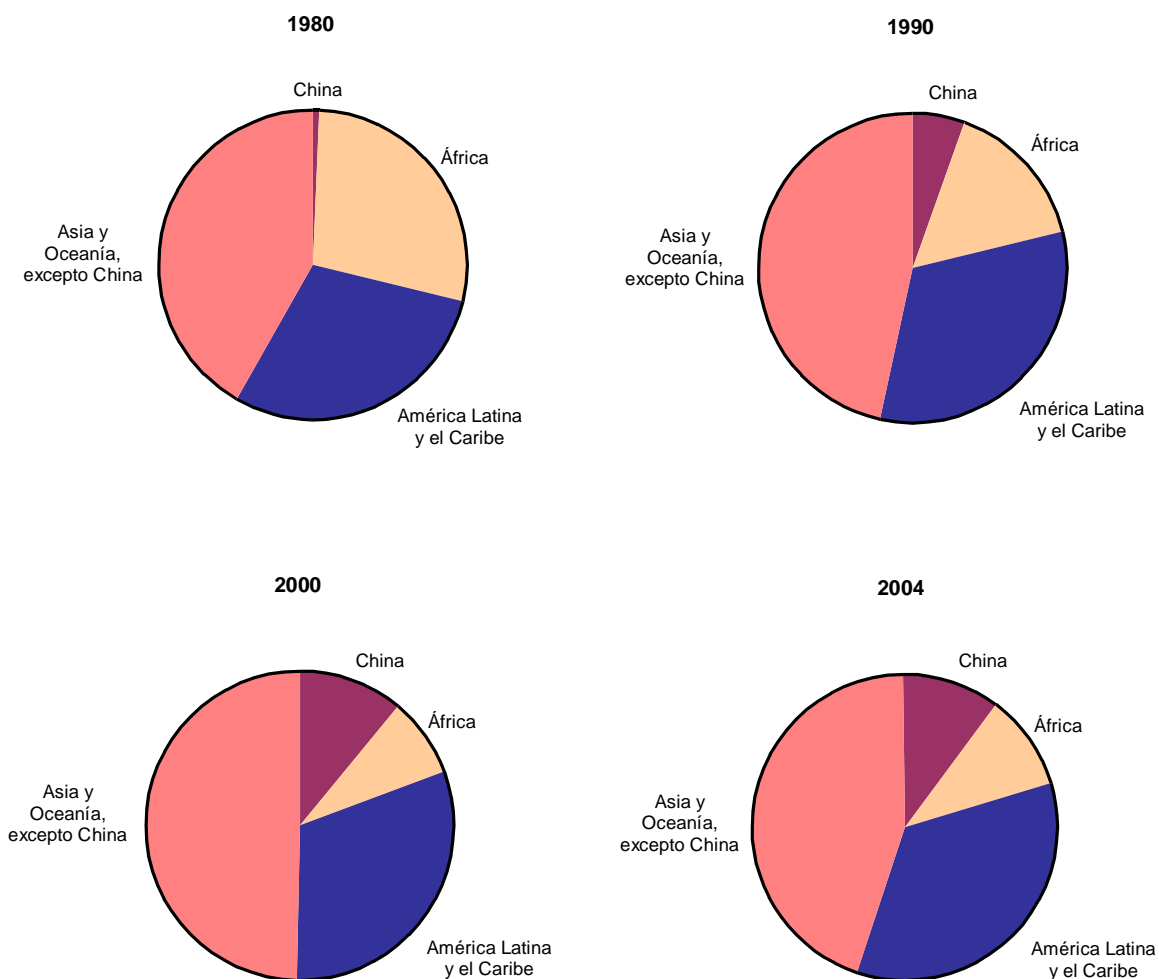 1980
China
África
Asia y
Oceanía,
excepto China
América Latina
y el Caribe
1990
China
África
Asia y
Oceanía,
excepto China
América Latina
y el Caribe
2000
China
África
Asia y
Oceanía,
excepto China
América Latina
y el Caribe
2004
China
África
Asia y
Oceanía,
excepto China
América Latina
y el Caribe